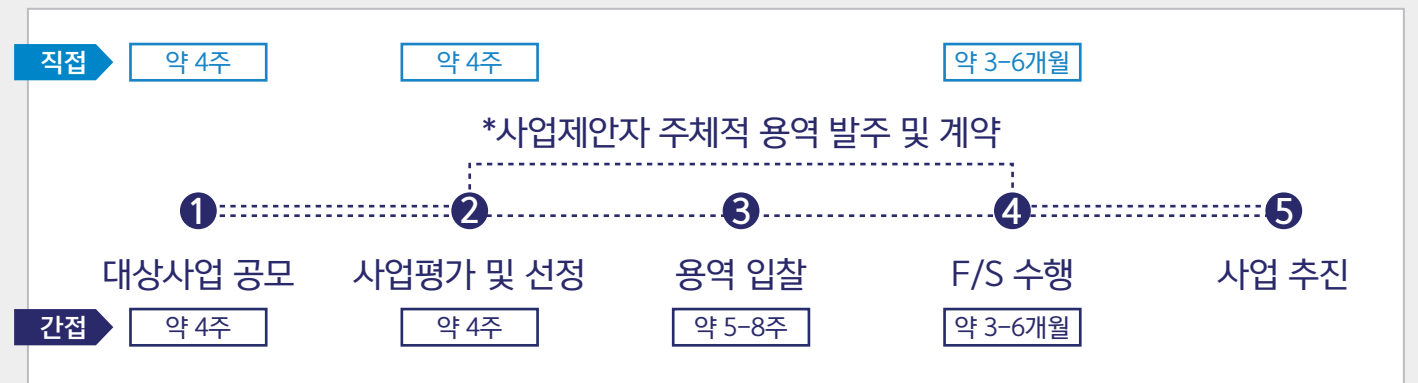 직접 약 4주 약 4주 약 3-6개월
*사업제안자 주체적 용역 발주 및 계약
1 2 3 4 5
대상사업 공모 사업평가 및 선정 용역 입찰 F/S 수행 사업 추진
간접 약 4주 약 4주 약 5-8주 약 3-6개월